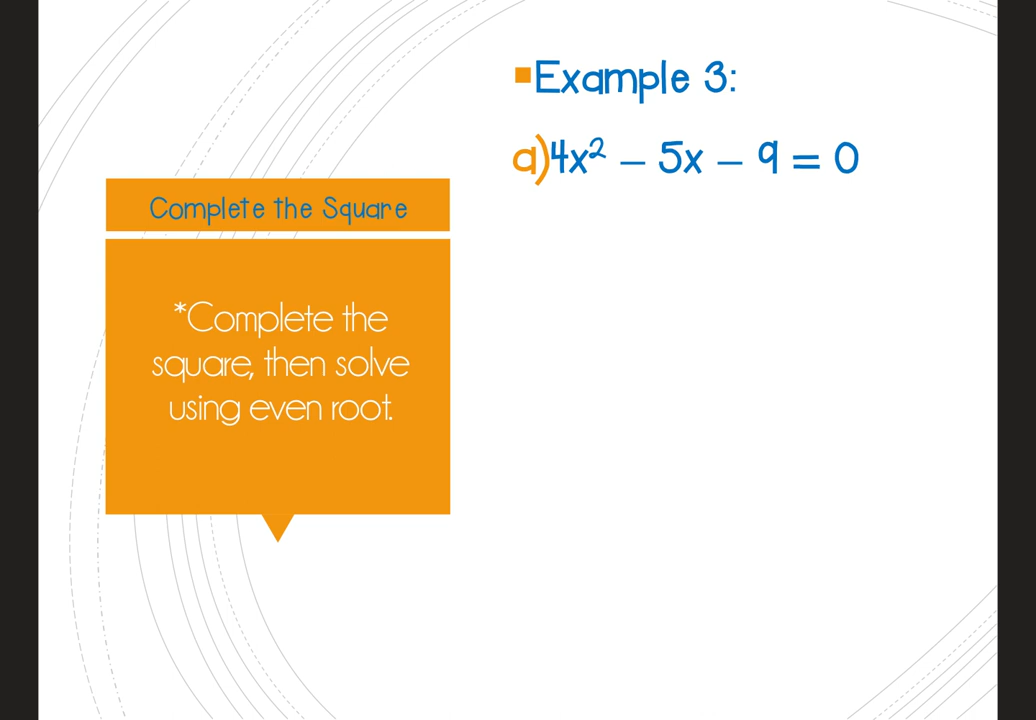 Example 3:
a)4x² – 5x – 9 = 0
Complete the Square
*Complete the
square, then solve
using even root.